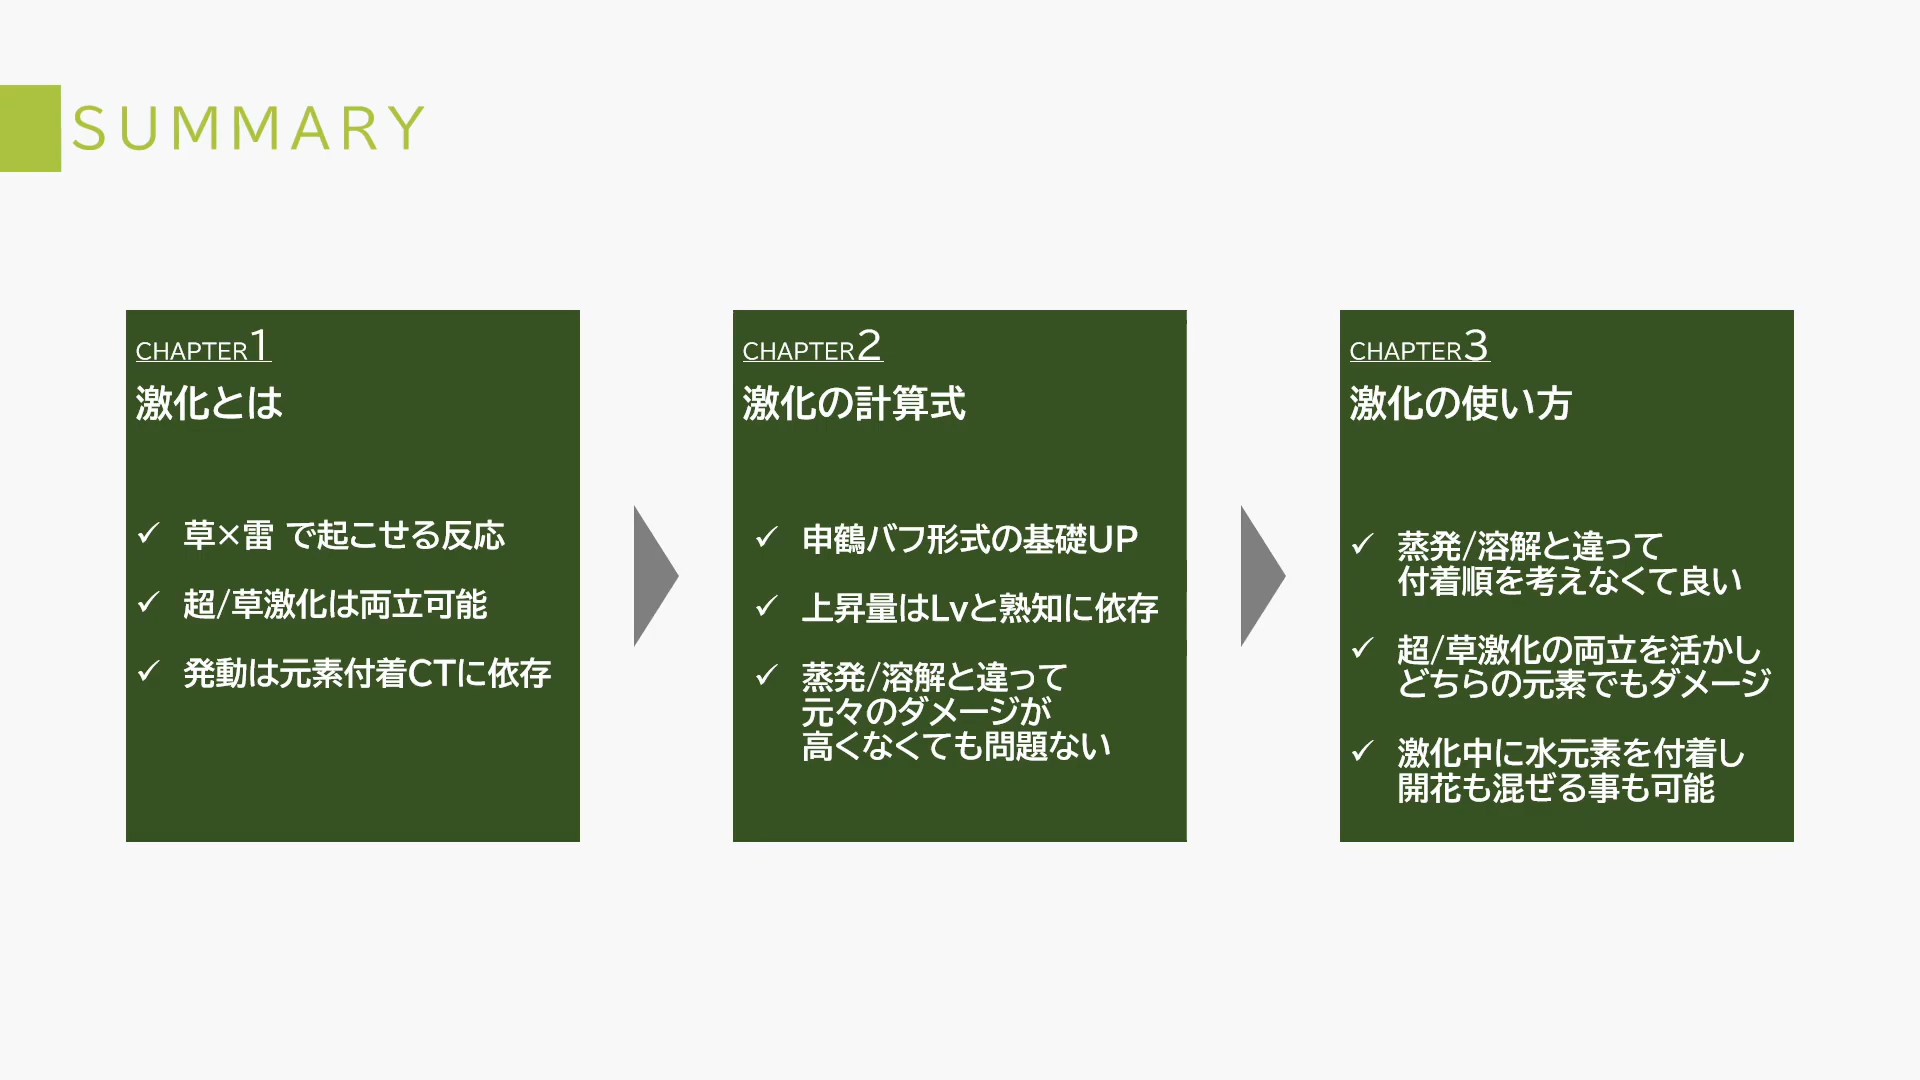 SUMMARY
CHAPTER1
激化とは
✓ 草×雷 で起こせる反応
✓ 超/草激化は両立可能
✓ 発動は元素付着CTに依存
CHAPTER2
激化の計算式
✓ 申鶴バフ形式の基礎UP
✓ 上昇量はLvと熟知に依存
✓ 蒸発/溶解と違って
元々のダメージが
高くなくても問題ない
CHAPTER3
激化の使い方
✓ 蒸発/溶解と違って
付着順を考えなくて良い
✓ 超/草激化の両立を活かし
どちらの元素でもダメージ
✓ 激化中に水元素を付着し
開花も混ぜる事も可能